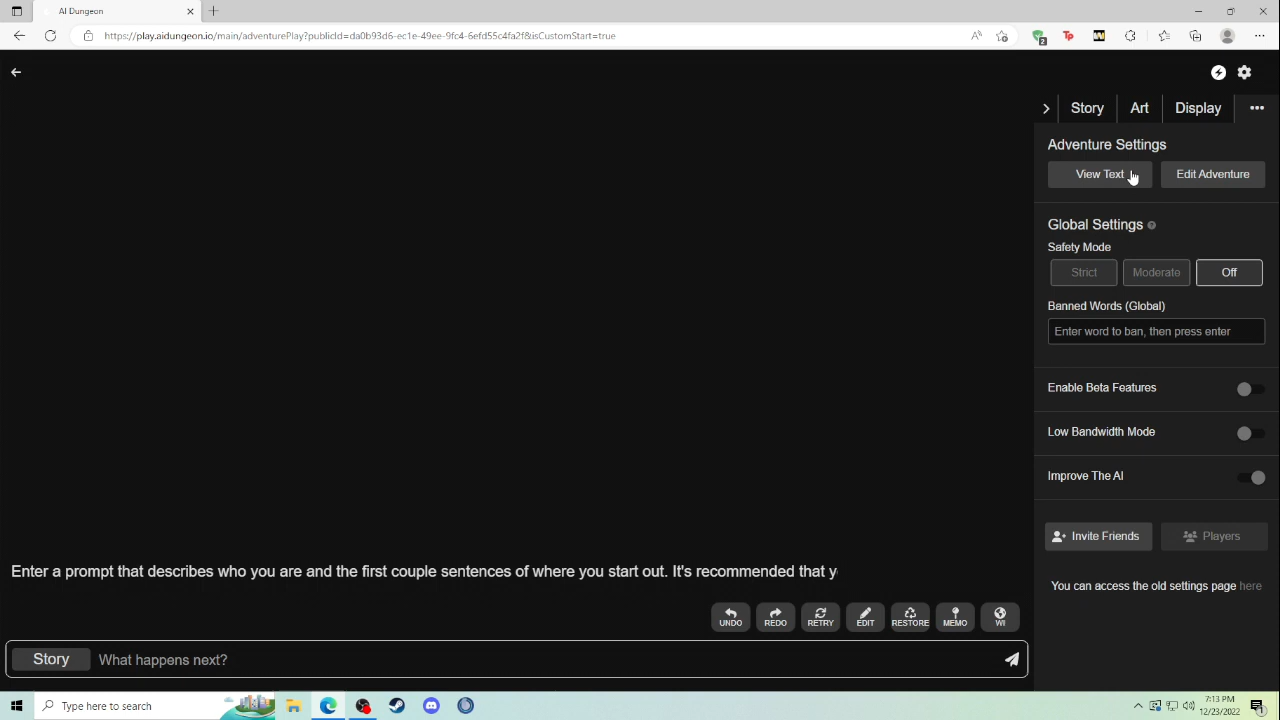 AI Dungeon
https://play.aidungeon.io/main/adventurePlay?publicId=da0b93d6-ec1e-49ee-9fc4-6efd55c4fa2f&isCustomStart=true
2
Tp
Story
Art
Display
Adventure Settings
View Text
Edit Adventure
Global Settings
Safety Mode
Strict
Moderate
Off
Banned Words (Global)
Enter word to ban, then press enter
Enable Beta Features
Low Bandwidth Mode
Improve The AI
Invite Friends
Players
You can access the old settings page here
Enter a prompt that describes who you are and the first couple sentences of where you start out. It's recommended that y
UNDO
REDO
RETRY
EDIT
RESTORE
MEMO
WI
Story
What happens next?
Type here to search
7:13 PM
12/23/2022
1